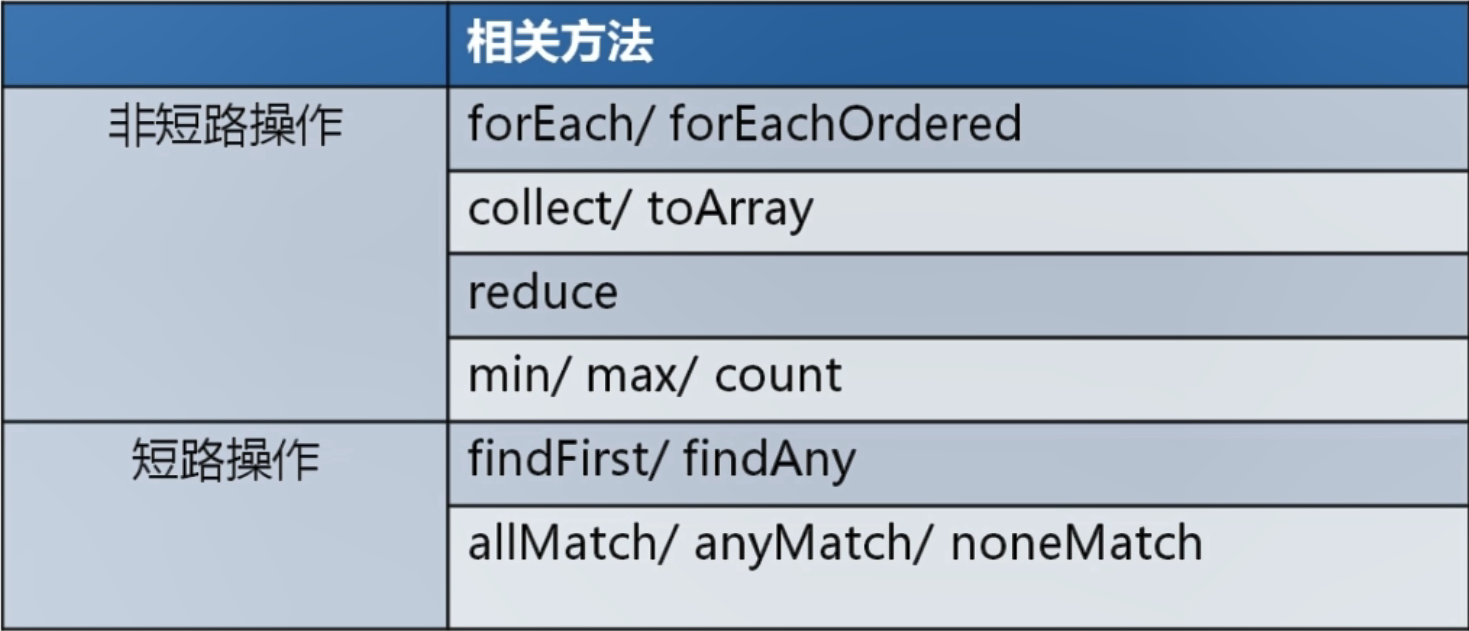 相关方法
非短路操作
forEach/ forEachOrdered
collect/ toArray
reduce
min/ max/ count
短路操作
findFirst/ findAny
allMatch/ anyMatch/ noneMatch